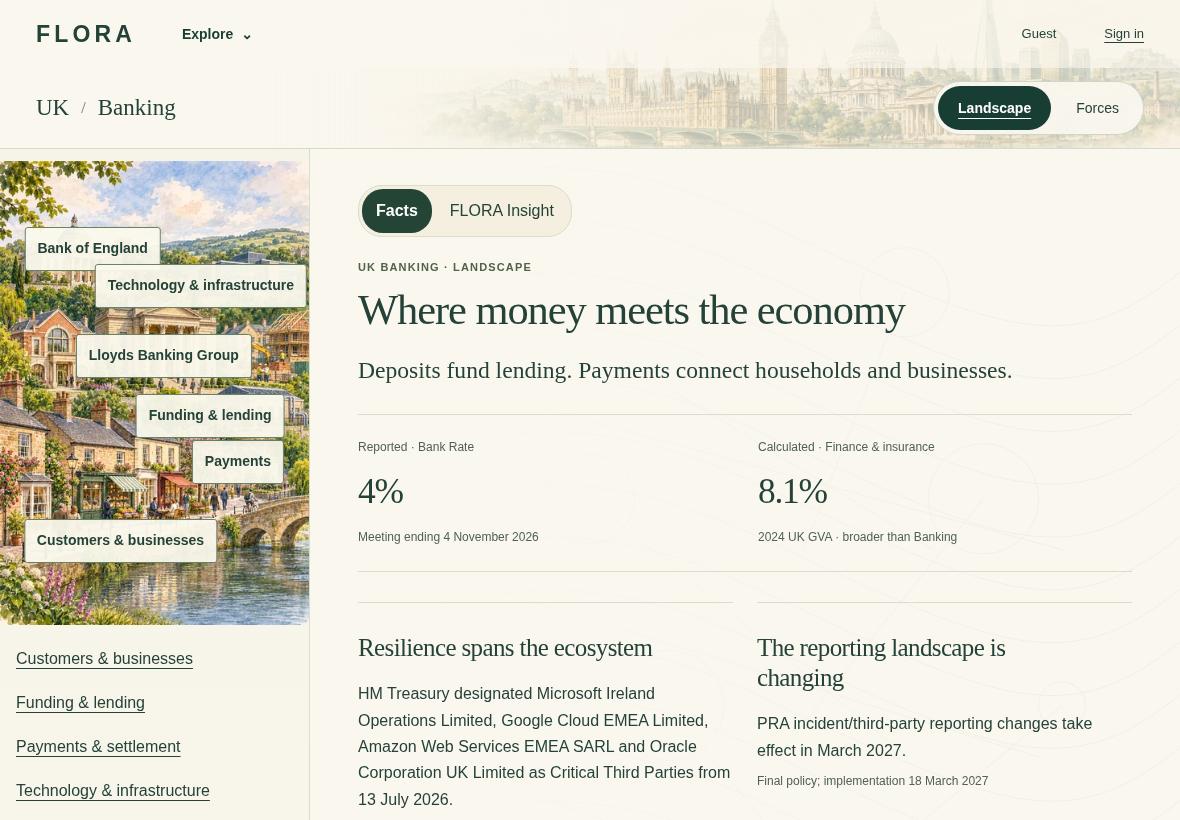 FLORA
Explore
Guest
Sign in
UK / Banking
Landscape
Forces
Bank of England
Technology & infrastructure
Lloyds Banking Group
Funding & lending
Payments
Customers & businesses
Customers & businesses
Funding & lending
Payments & settlement
Technology & infrastructure
Facts
FLORA Insight
UK BANKING · LANDSCAPE
Where money meets the economy
Deposits fund lending. Payments connect households and businesses.
Reported · Bank Rate
4%
Meeting ending 4 November 2026
Calculated · Finance & insurance
8.1%
2024 UK GVA · broader than Banking
Resilience spans the ecosystem
HM Treasury designated Microsoft Ireland
Operations Limited, Google Cloud EMEA Limited,
Amazon Web Services EMEA SARL and Oracle
Corporation UK Limited as Critical Third Parties from
13 July 2026.
The reporting landscape is
changing
PRA incident/third-party reporting changes take
effect in March 2027.
Final policy; implementation 18 March 2027